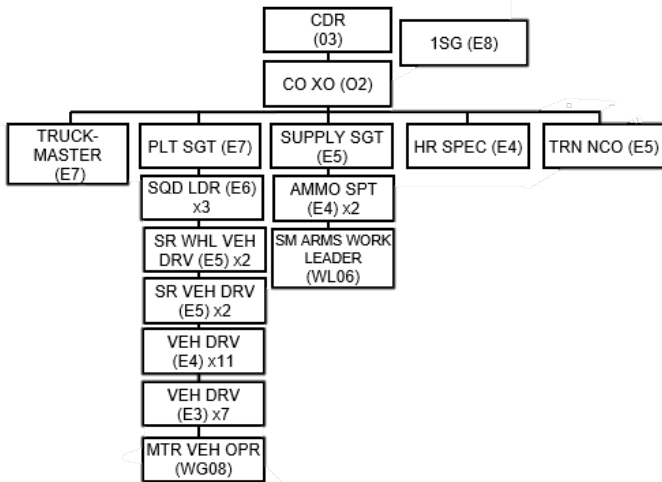 CDR
(03)
1SG (E8)
CO XO (O2)
TRUCK-
MASTER
(E7)
PLT SGT (E7)
SUPPLY SGT
(E5)
HR SPEC (E4)
TRN NCO (E5)
SQD LDR (E6)
x3
AMMO SPT
(E4) x2
SR WHL VEH
DRV (E5) x2
SM ARMS WORK
LEADER
(WL06)
SR VEH DRV
(E5) x2
VEH DRV
(E4) x11
VEH DRV
(E3) x7
MTR VEH OPR
(WG08)